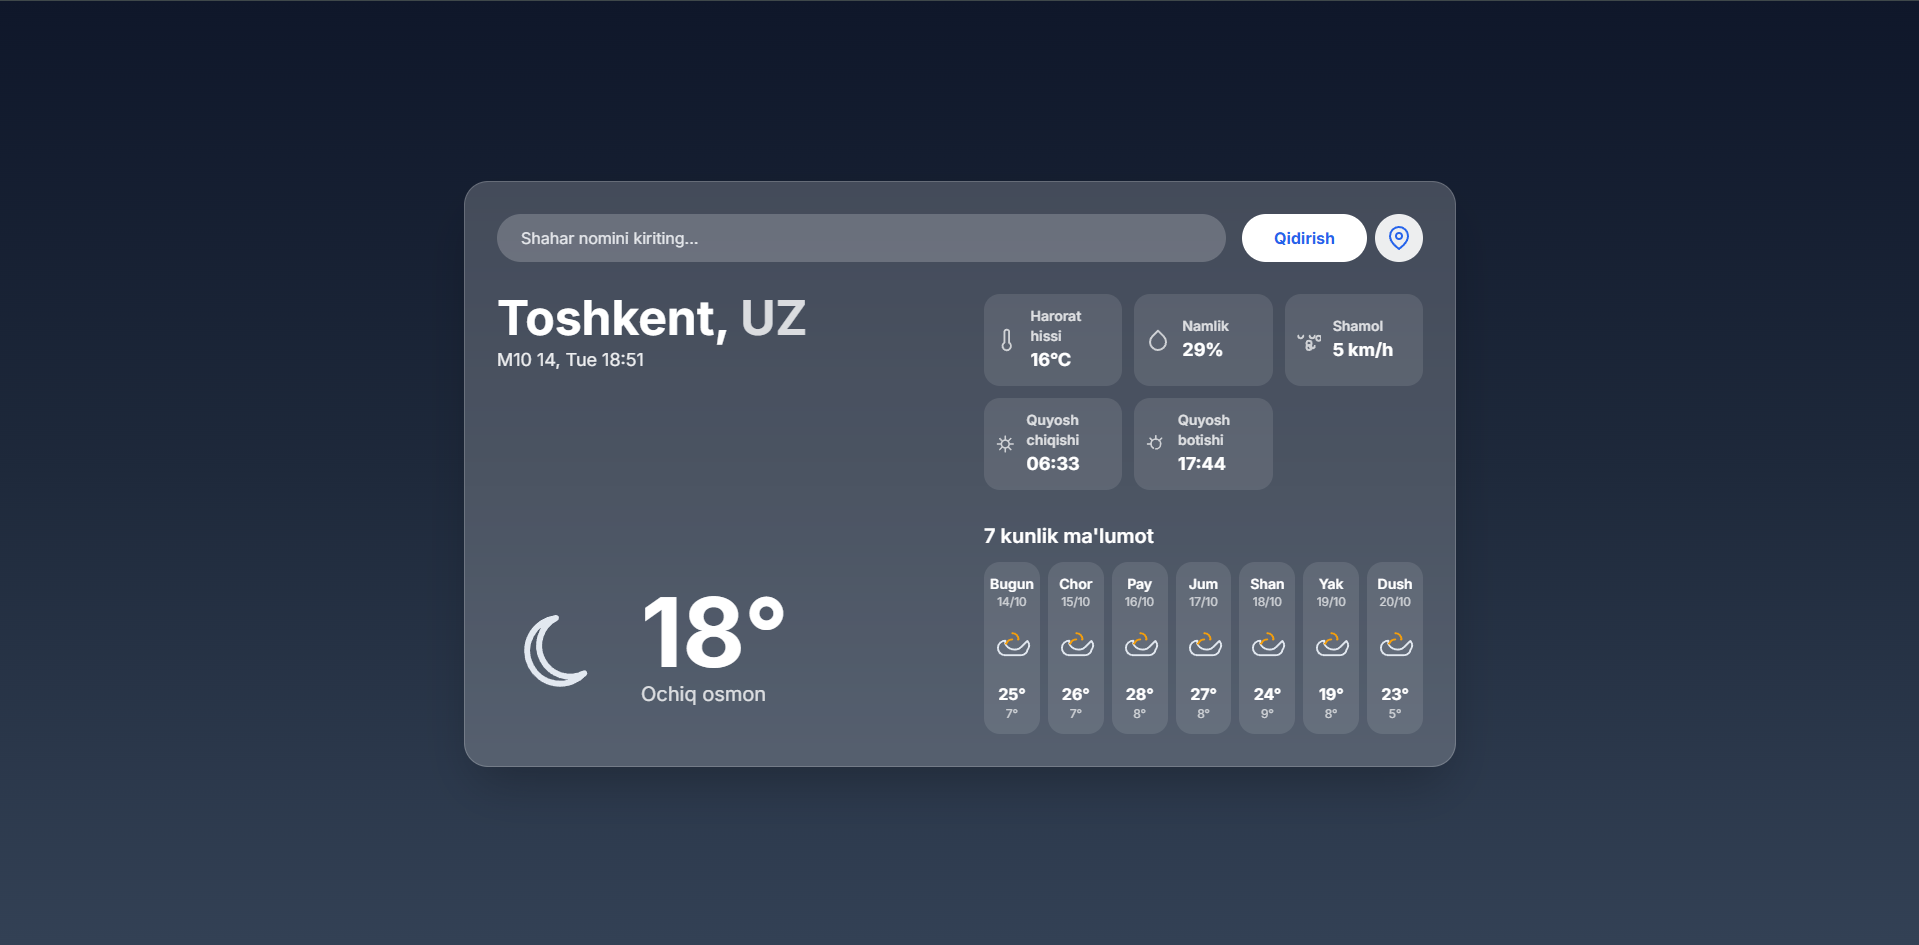 Shahar nomini kiriting...
Qidirish
Toshkent, UZ
M10 14, Tue 18:51
Harorat
hissi
16°C
Namlik
29%
Shamol
5 km/h
Quyosh
chiqishi
06:33
Quyosh
botishi
17:44
18°
Ochiq osmon
7 kunlik ma'lumot
Bugun
14/10
25°
7°
Chor
15/10
26°
7°
Pay
16/10
28°
8°
Jum
17/10
27°
8°
Shan
18/10
24°
9°
Yak
19/10
19°
8°
Dush
20/10
23°
5°